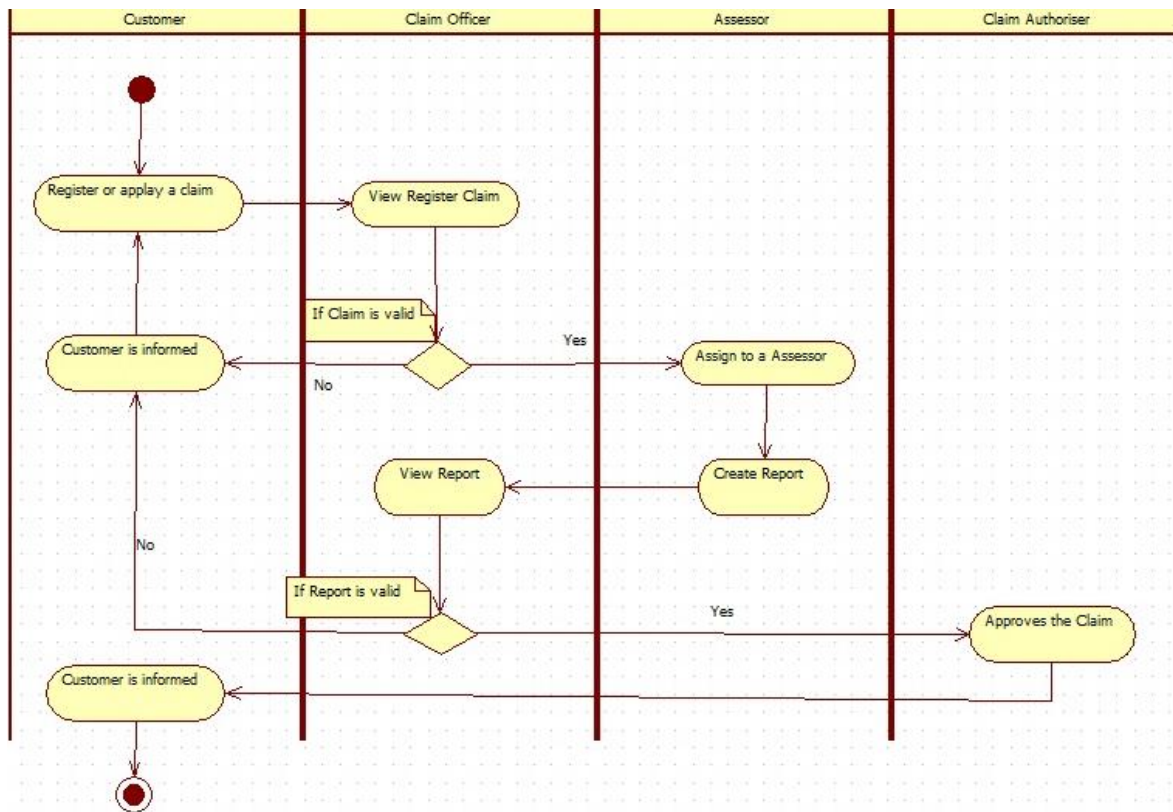 Customer
Claim Officer
Assessor
Claim Authoriser
Register or applay a claim
View Register Claim
If Claim is valid
Customer is informed
No
Yes
Assign to a Assessor
View Report
Create Report
No
If Report is valid
Yes
Approves the Claim
Customer is informed